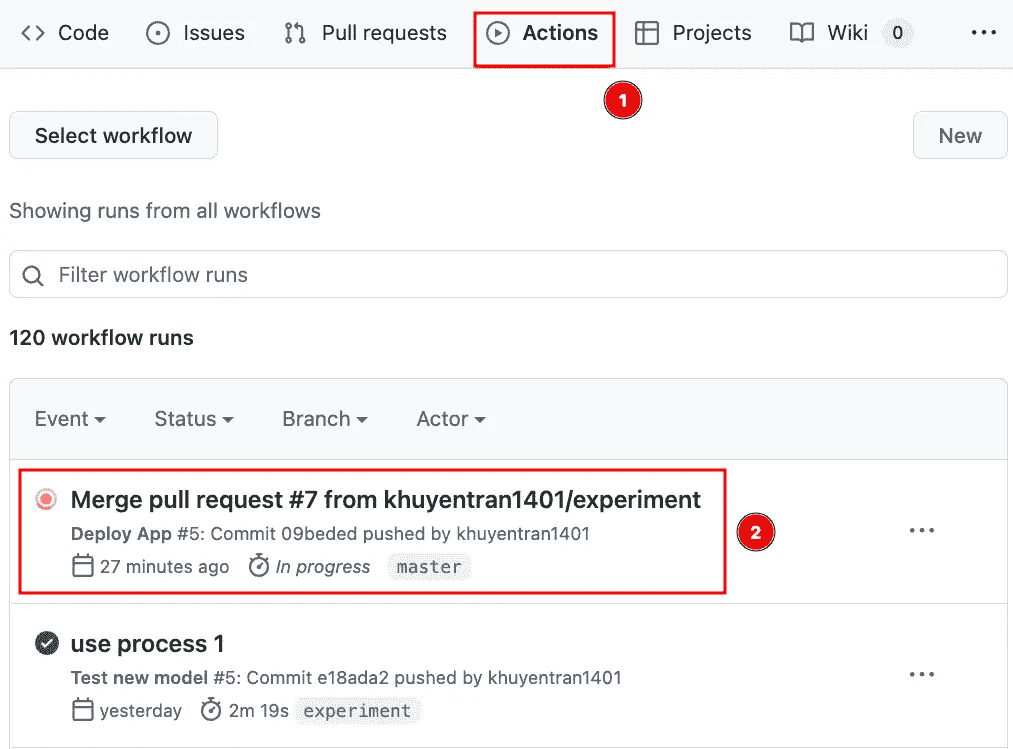 Code Issues Pull requests Actions Projects Wiki 0
1
Select workflow New
Showing runs from all workflows
Filter workflow runs
120 workflow runs
Event Status Branch Actor
Merge pull request #7 from khuyentran1401/experiment
Deploy App #5: Commit 09beded pushed by khuyentran1401
2
27 minutes ago In progress master
use process 1
Test new model #5: Commit e18ada2 pushed by khuyentran1401
yesterday 2m 19s experiment